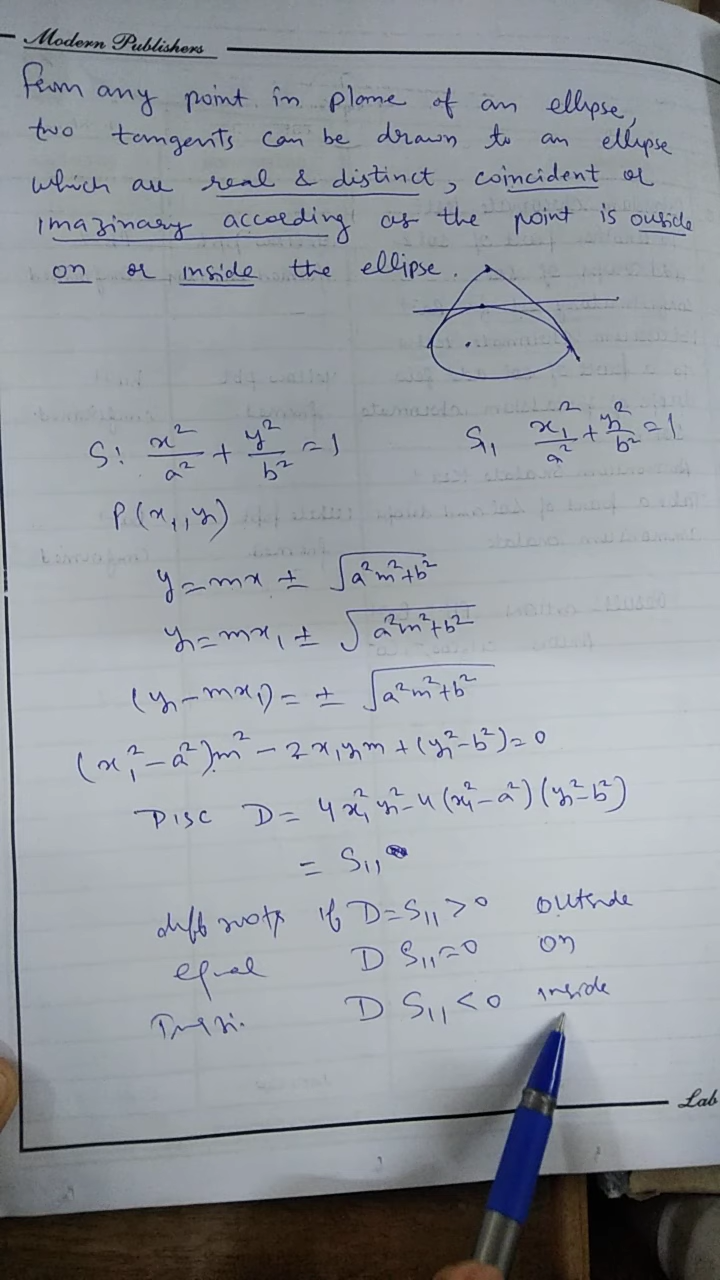 Modern Publishers
from any point in plane of an ellipse,
two tangents can be drawn to an ellipse
which are real & distinct, coincident or
imazinary according as the point is ouside
on or inside the ellipse.
S: x²/a² + y²/b² = 1
S₁₁ x₁²/a² + y₁²/b² = 1
P(x₁, y₁)
y = mx ± √a²m²+b²
y₁ = mx₁ ± √a²m²+b²
(y₁ - mx₁) = ± √a²m²+b²
(x₁² - a²)m² - 2x₁y₁m + (y₁² - b²) = 0
DISC D = 4x₁²y₁² - 4(x₁² - a²)(y₁² - b²)
= S₁₁
diff roots if D = S₁₁ > 0 outside
equal D S₁₁ = 0 on
D S₁₁ < 0 inside
Lab